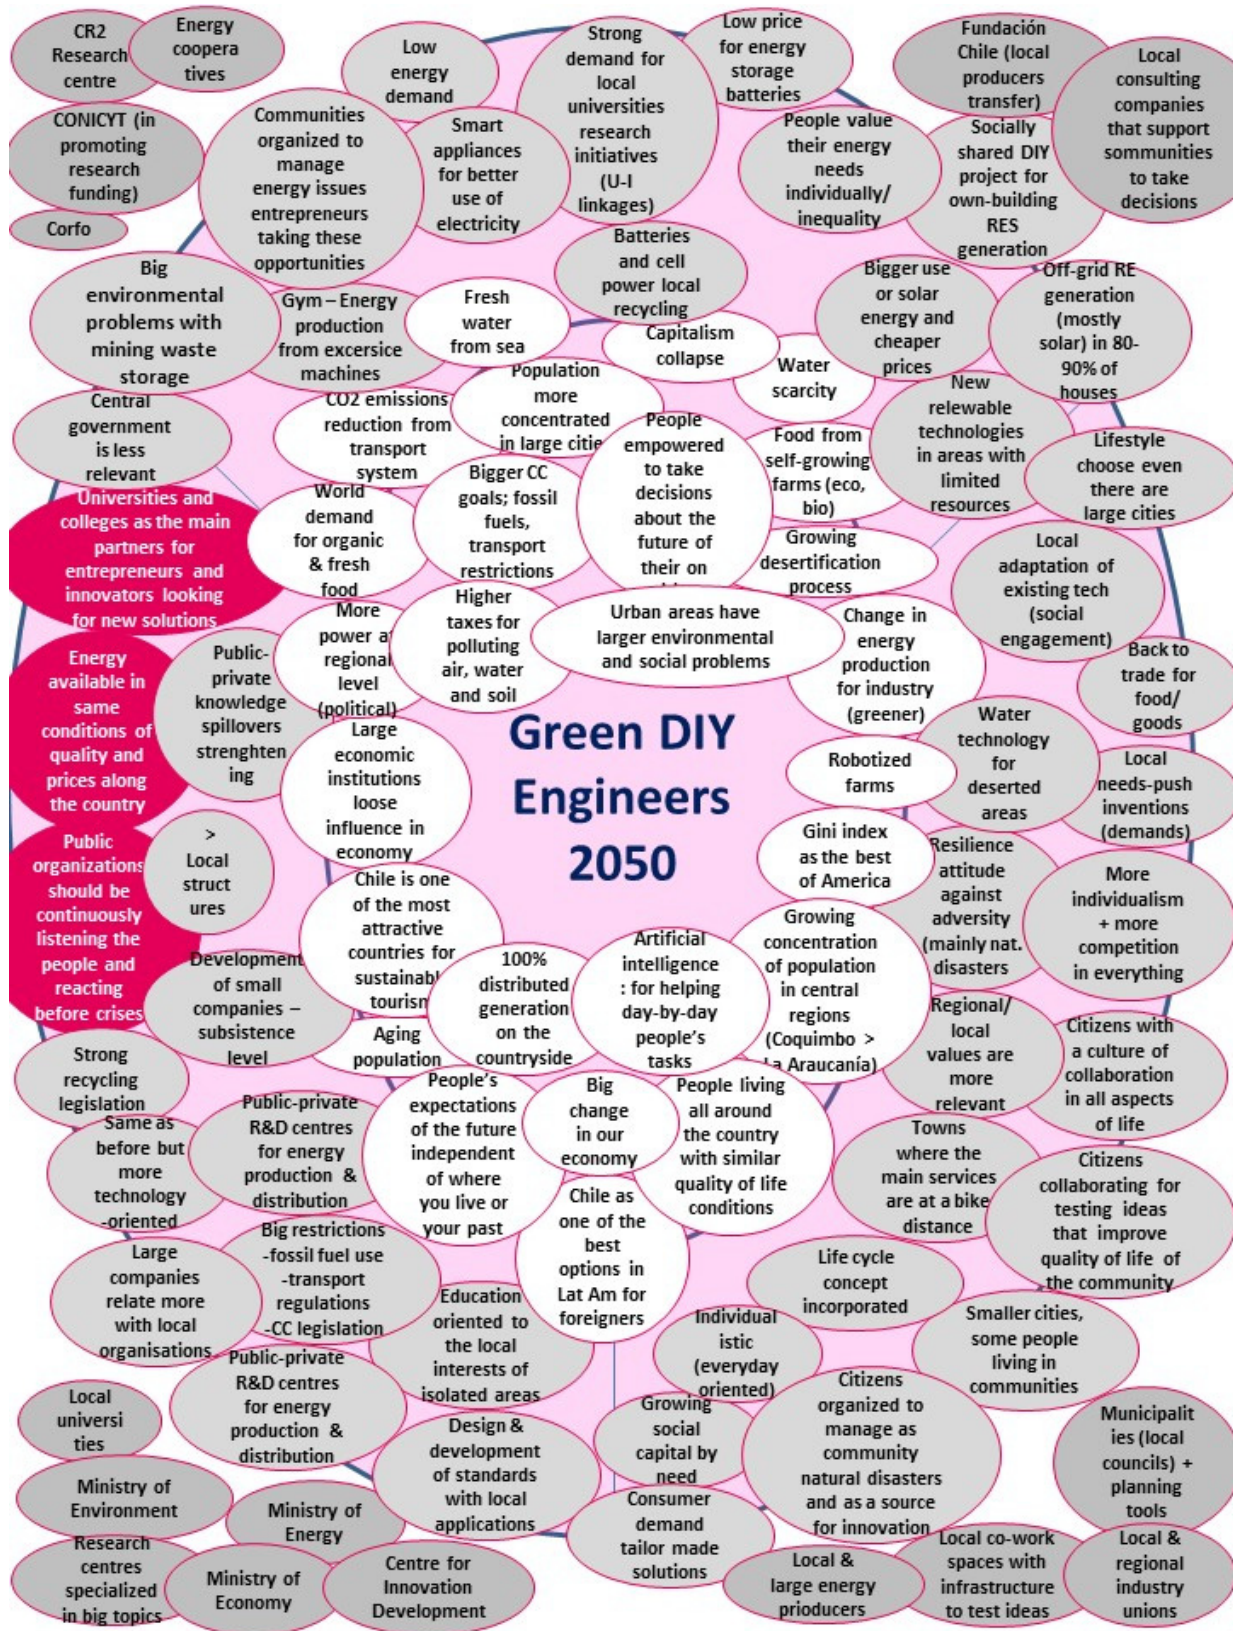 CR2
Research
centre
Energy
coopera
tives
Low
energy
demand
Strong
demand for
local
universities
research
initiatives
(U-I
linkages)
Low price
for energy
storage
batteries
Fundación
Chile (local
producers
transfer)
Local
consulting
companies
that support
sommunities
to take
decisions
CONICYT (in
promoting
research
funding)
Corfo
Communities
organized to
manage
energy issues
entrepreneurs
taking these
opportunities
Smart
appliances
for better
use of
electricity
People value
their energy
needs
individually/
inequality
Socially
shared DIY
project for
own-building
RES
generation
Batteries
and cell
power local
recycling
Big
environmental
problems with
mining waste
storage
Gym – Energy
production
from excersice
machines
Fresh
water
from sea
Capitalism
collapse
Water
scarcity
Bigger use
or solar
energy and
cheaper
prices
Off-grid RE
generation
(mostly
solar) in 80-
90% of
houses
Central
government
is less
relevant
CO2 emissions
reduction from
transport
system
Population
more
concentrated
in large citie
People
empowered
to take
decisions
about the
future of
their on
Food from
self-growing
farms (eco,
bio)
New
relewable
technologies
in areas with
limited
resources
Lifestyle
choose even
there are
large cities
Universities and
colleges as the main
partners for
entrepreneurs and
innovators looking
for new solutions
World
demand
for organic
& fresh
food
Bigger CC
goals; fossil
fuels,
transport
restrictions
Growing
desertification
process
Local
adaptation of
existing tech
(social
engagement)
Energy
available in
same
conditions of
quality and
prices along
the country
Public-
private
knowledge
spillovers
strenghten
ing
More
power at
regional
level
(political)
Higher
taxes for
polluting
air, water
and soil
Urban areas have
larger environmental
and social problems
Change in
energy
production
for industry
(greener)
Back to
trade for
food/
goods
Large
economic
institutions
loose
influence in
economy
Green DIY
Engineers
2050
Robotized
farms
Water
technology
for
deserted
areas
Local
needs-push
inventions
(demands)
Public
organizations
should be
continuously
listening the
people and
reacting
before crises
>
Local
struct
ures
Chile is one
of the most
attractive
countries for
sustainabl
tourism
Gini index
as the best
of America
Resilience
attitude
against
adversity
(mainly nat.
disasters
More
individualism
+ more
competition
in everything
Development
of small
companies –
subsistence
level
100%
distributed
generation
on the
countryside
Artificial
intelligence
: for helping
day-by-day
people's
tasks
Growing
concentration
of population
in central
regions
(Coquimbo >
La Araucanía)
Aging
population
Regional/
local
values are
more
relevant
Citizens with
a culture of
collaboration
in all aspects
of life
Strong
recycling
legislation
Same as
before but
more
technology
-oriented
Public-private
R&D centres
for energy
production &
distribution
People's
expectations
of the future
independent
of where
you live or
your past
Big
change
in our
economy
People living
all around
the country
with similar
quality of life
conditions
Towns
where the
main services
are at a bike
distance
Citizens
collaborating for
testing ideas
that improve
quality of life of
the community
Large
companies
relate more
with local
organisations
Big restrictions
-fossil fuel use
-transport
regulations
-CC legislation
Chile as
one of the
best
options in
Lat Am for
foreigners
Life cycle
concept
incorporated
Education
oriented to
the local
interests of
isolated areas
Individual
istic
(everyday
oriented)
Smaller cities,
some people
living in
communities
Public-private
R&D centres
for energy
production &
distribution
Local
universi
ties
Growing
social
capital by
need
Citizens
organized to
manage as
community
natural disasters
and as a source
for innovation
Municipalit
ies (local
councils) +
planning
tools
Design &
development
of standards
with local
applications
Ministry of
Environment
Ministry of
Energy
Consumer
demand
tailor made
solutions
Research
centres
specialized
in big topics
Ministry of
Economy
Centre for
Innovation
Development
Local &
large energy
prioducers
Local co-work
spaces with
infrastructure
to test ideas
Local &
regional
industry
unions